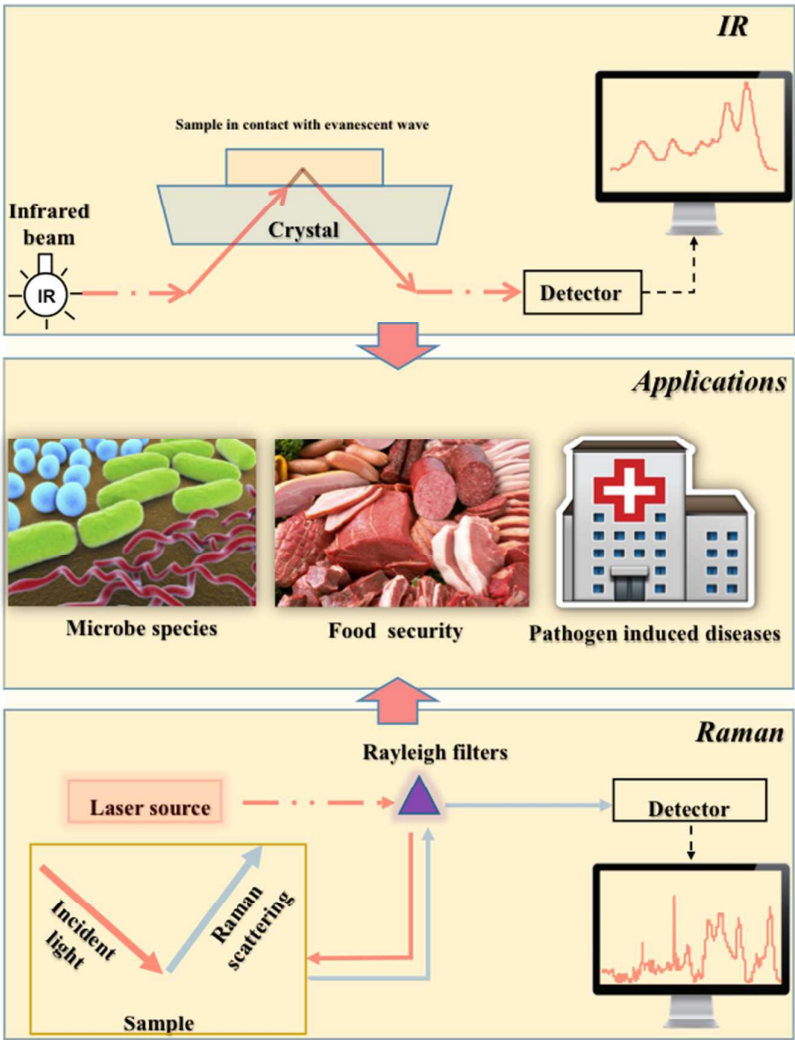 IR
Sample in contact with evanescent wave
Infrared
beam
IR
Crystal
Detector
Applications
Microbe species
Food security
Pathogen induced diseases
Raman
Rayleigh filters
Laser source
Detector
Incident
light
Raman
scattering
Sample